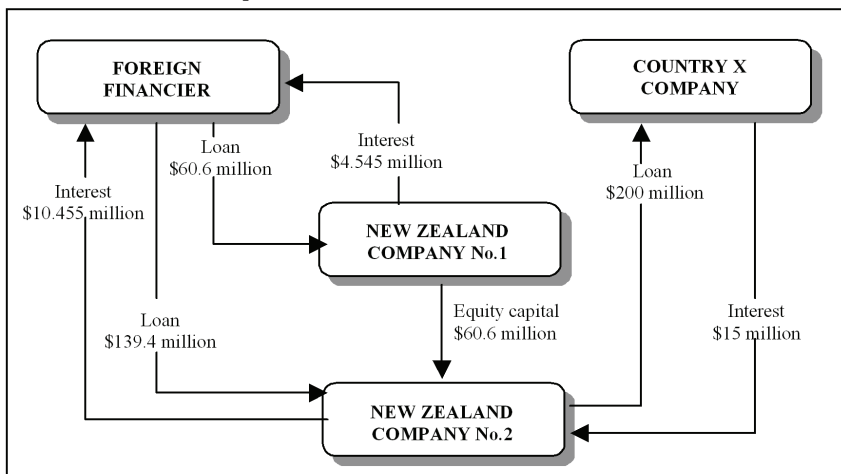 FOREIGN
FINANCIER
COUNTRY X
COMPANY
Loan
$60.6 million
Interest
$4.545 million
Loan
$200 million
Interest
$10.455 million
NEW ZEALAND
COMPANY No.1
Loan
$139.4 million
Equity capital
$60.6 million
Interest
$15 million
NEW ZEALAND
COMPANY No.2